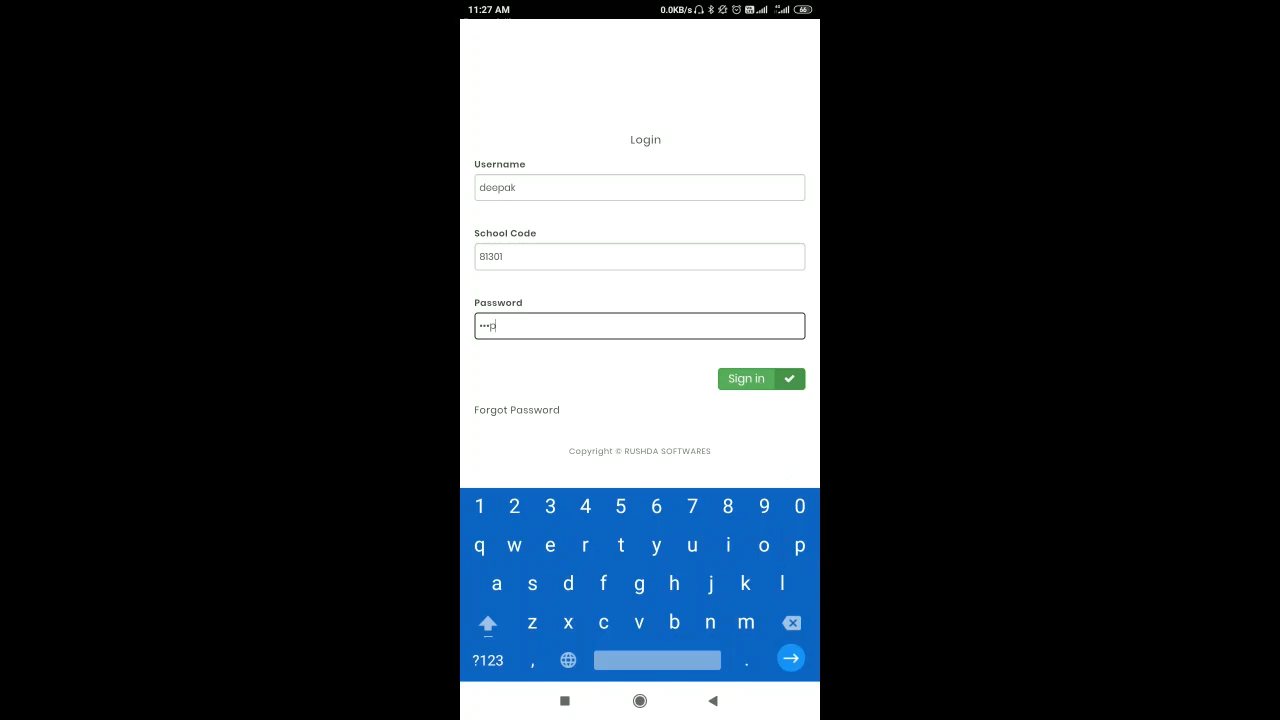 11:27 AM 0.0KB/s 66
Login
Username
deepak
School Code
81301
Password
•••p
Sign in
Forgot Password
Copyright © RUSHDA SOFTWARES
1 2 3 4 5 6 7 8 9 0
q w e r t y u i o p
a s d f g h j k l
z x c v b n m
?123 , .